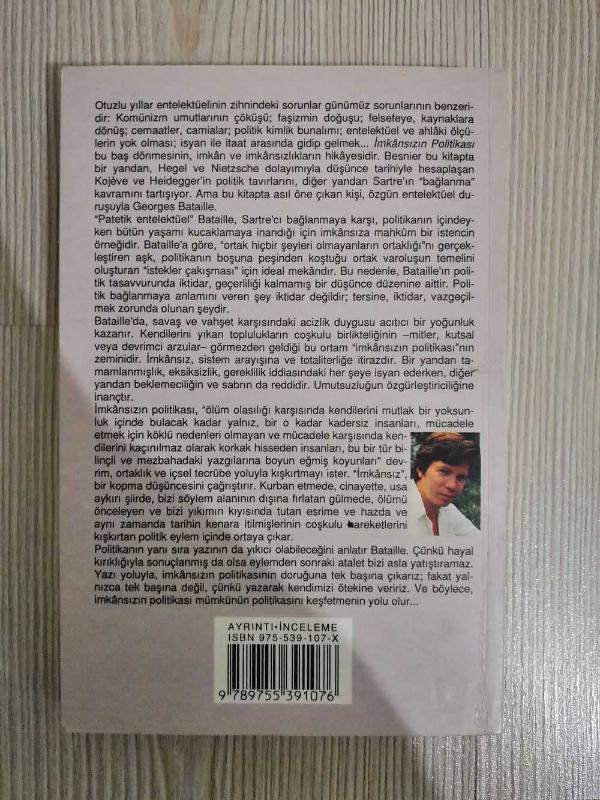 Otuzlu yıllar entelektüelinin zihnindeki sorunlar günümüz sorunlarının benzeri-
dir: Komünizm umutlarının çöküşü; faşizmin doğuşu; felsefeye, kaynaklara
dönüş; cemaatler, camialar; politik kimlik bunalımı; entelektüel ve ahlâki ölçü-
lerin yok olması; isyan ile itaat arasında gidip gelmek... İmkânsızın Politikası
bu baş dönmesinin, imkân ve imkânsızlıkların hikâyesidir. Besnier bu kitapta
bir yandan, Hegel ve Nietzsche dolayımıyla düşünce tarihiyle hesaplaşan
Kojève ve Heidegger'in politik tavırlarını, diğer yandan Sartre'ın "bağlanma"
kavramını tartışıyor. Ama bu kitapta asıl öne çıkan kişi, özgün entelektüel du-
ruşuyla Georges Bataille.
"Patetik entelektüel" Bataille, Sartre'cı bağlanmaya karşı, politikanın içindey-
ken bütün yaşamı kucaklamaya inandığı için imkânsıza mahkûm bir istencin
örneğidir. Bataille'a göre, "ortak hiçbir şeyleri olmayanların ortaklığı"nı gerçek-
leştiren aşk, politikanın boşuna peşinden koştuğu ortak varoluşun temelini
oluşturan "istekler çakışması" için ideal mekândır. Bu nedenle, Bataille'ın poli-
tik tasavvurunda iktidar, geçerliliği kalmamış bir düşünce düzenine aittir. Poli-
tik bağlanmaya anlamını veren şey iktidar değildir; tersine, iktidar, vazgeçil-
mek zorunda olunan şeydir.
Bataille'da, savaş ve vahşet karşısındaki acizlik duygusu acıtıcı bir yoğunluk
kazanır. Kendilerini yıkan toplulukların coşkulu birlikteliğinin –mitler, kutsal
veya devrimci arzular– görmezden geldiği bu ortam "imkânsızın politikası"nın
zeminidir. İmkânsız, sistem arayışına ve totaliterliğe itirazdır. Bir yandan ta-
mamlanmışlık, eksiksizlik, gereklilik iddiasındaki her şeye isyan ederken, diğer
yandan beklemeciliğin ve sabrın da reddidir. Umutsuzluğun özgürleştiriciliğine
inançtır.
İmkânsızın politikası, "ölüm olasılığı karşısında kendilerini mutlak bir yoksun-
luk içinde bulacak kadar yalnız, bir o kadar kadersiz insanları, mücadele
etmek için köklü nedenleri olmayan ve mücadele karşısında ken-
dilerini kaçınılmaz olarak korkak hisseden insanları, bu bir tür bi-
linçli ve mezbahadaki yazgılarına boyun eğmiş koyunları" dev-
rim, ortaklık ve içsel tecrübe yoluyla kışkırtmayı ister. "İmkânsız",
bir kopma düşüncesini çağrıştırır. Kurban etmede, cinayette, usa
aykırı şiirde, bizi söylem alanının dışına fırlatan gülmede, ölümü
önceleyen ve bizi yıkımın kıyısında tutan esrime ve hazda ve
aynı zamanda tarihin kenara itilmişlerinin coşkulu hareketlerini
kışkırtan politik eylem içinde ortaya çıkar.
Politikanın yanı sıra yazının da yıkıcı olabileceğini anlatır Bataille. Çünkü hayal
kırıklığıyla sonuçlanmış da olsa eylemden sonraki atalet bizi asla yatıştıramaz.
Yazı yoluyla, imkânsızın politikasının doruğuna tek başına çıkarız; fakat yal-
nızca tek başına değil, çünkü yazarak kendimizi ötekine veririz. Ve böylece,
imkânsızın politikası mümkünün politikasını keşfetmenin yolu olur...
AYRINTI•İNCELEME
ISBN 975-539-107-X
9 789755 391076